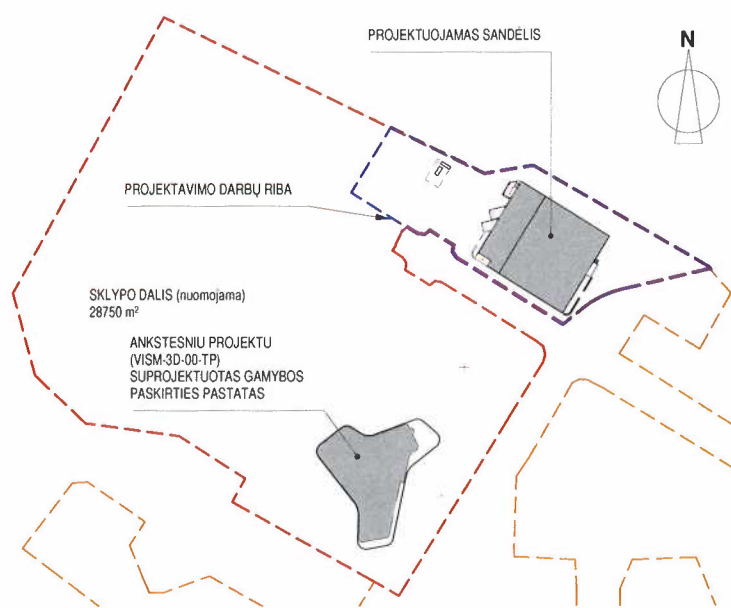 PROJEKTUOJAMAS SANDĖLIS
N
PROJEKTAVIMO DARBŲ RIBA
SKLYPO DALIS (nuomojama)
28750 m²
ANKSTESNIU PROJEKTU
(VISM-3D-00-TP)
SUPROJEKTUOTAS GAMYBOS
PASKIRTIES PASTATAS